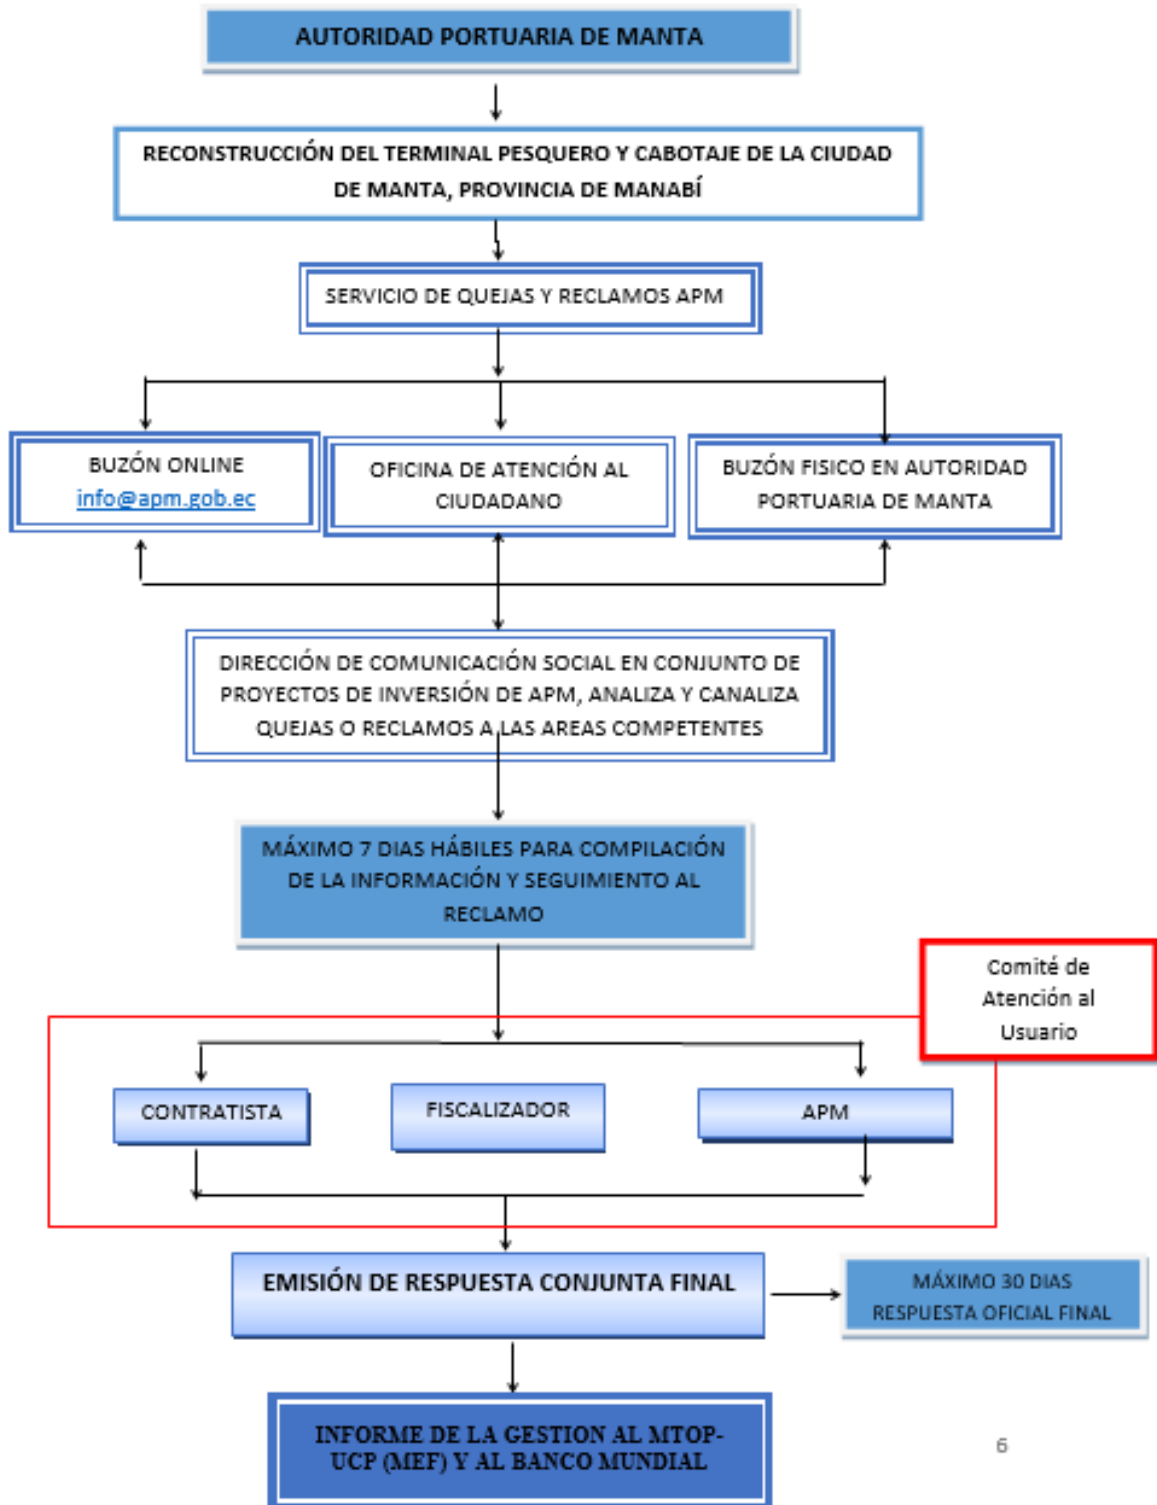 AUTORIDAD PORTUARIA DE MANTA
RECONSTRUCCIÓN DEL TERMINAL PESQUERO Y CABOTAJE DE LA CIUDAD
DE MANTA, PROVINCIA DE MANABÍ
SERVICIO DE QUEJAS Y RECLAMOS APM
BUZÓN ONLINE
info@apm.gob.ec
OFICINA DE ATENCIÓN AL
CIUDADANO
BUZÓN FISICO EN AUTORIDAD
PORTUARIA DE MANTA
DIRECCIÓN DE COMUNICACIÓN SOCIAL EN CONJUNTO DE
PROYECTOS DE INVERSIÓN DE APM, ANALIZA Y CANALIZA
QUEJAS O RECLAMOS A LAS AREAS COMPETENTES
MÁXIMO 7 DIAS HÁBILES PARA COMPILACIÓN
DE LA INFORMACIÓN Y SEGUIMIENTO AL
RECLAMO
Comité de
Atención al
Usuario
CONTRATISTA
FISCALIZADOR
APM
EMISIÓN DE RESPUESTA CONJUNTA FINAL
MÁXIMO 30 DIAS
RESPUESTA OFICIAL FINAL
INFORME DE LA GESTION AL MTOP-
UCP (MEF) Y AL BANCO MUNDIAL
6